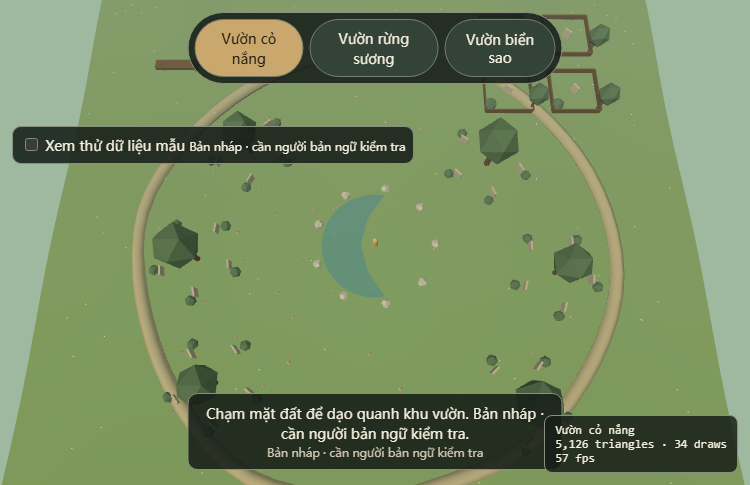 Vườn cỏ
nắng
Vườn rừng
sương
Vườn biển
sao
Xem thử dữ liệu mẫu Bản nháp · cần người bản ngữ kiểm tra
Chạm mặt đất để dạo quanh khu vườn. Bản nháp ·
cần người bản ngữ kiểm tra.
Bản nháp · cần người bản ngữ kiểm tra
Vườn cỏ nắng
5,126 triangles · 34 draws
57 fps